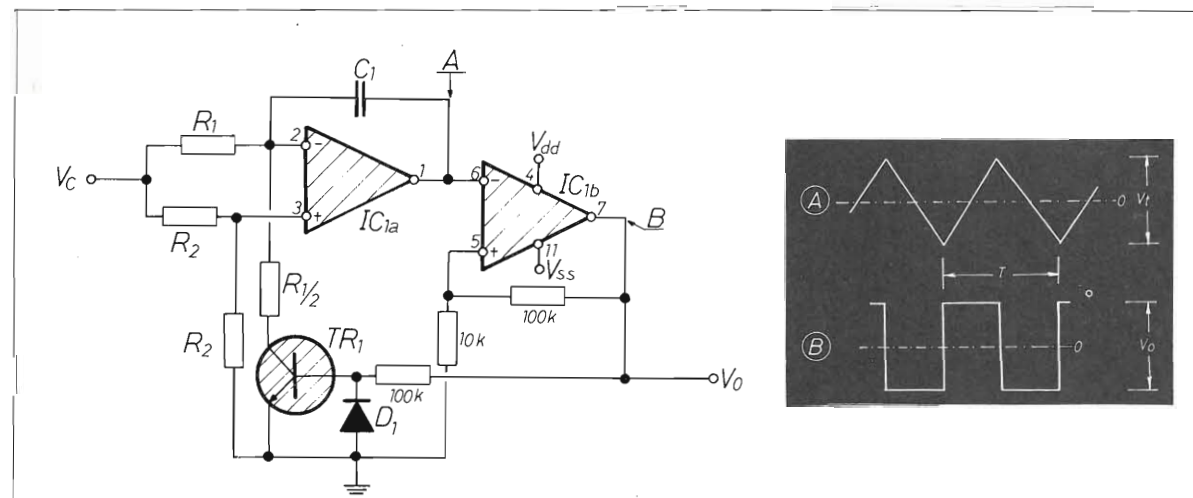 A
C₁
R₁
Vdd
2
−
1
6
−
4
IC₁b
Vc
7
3
+
IC₁a
B
R₂
5
+
11
Vss
R₁/₂
100k
R₂
TR₁
10k
100k
V₀
D₁
A
0
Vt
T
B
0
V₀